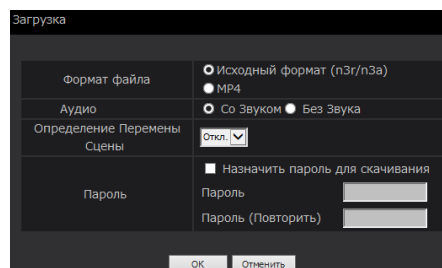 Загрузка
Формат файла
Исходный формат (n3r/n3a)
MP4
Аудио
Со Звуком Без Звука
Определение Перемены
Сцены
Откл.
Пароль
Назначить пароль для скачивания
Пароль
Пароль (Повторить)
OK Отменить